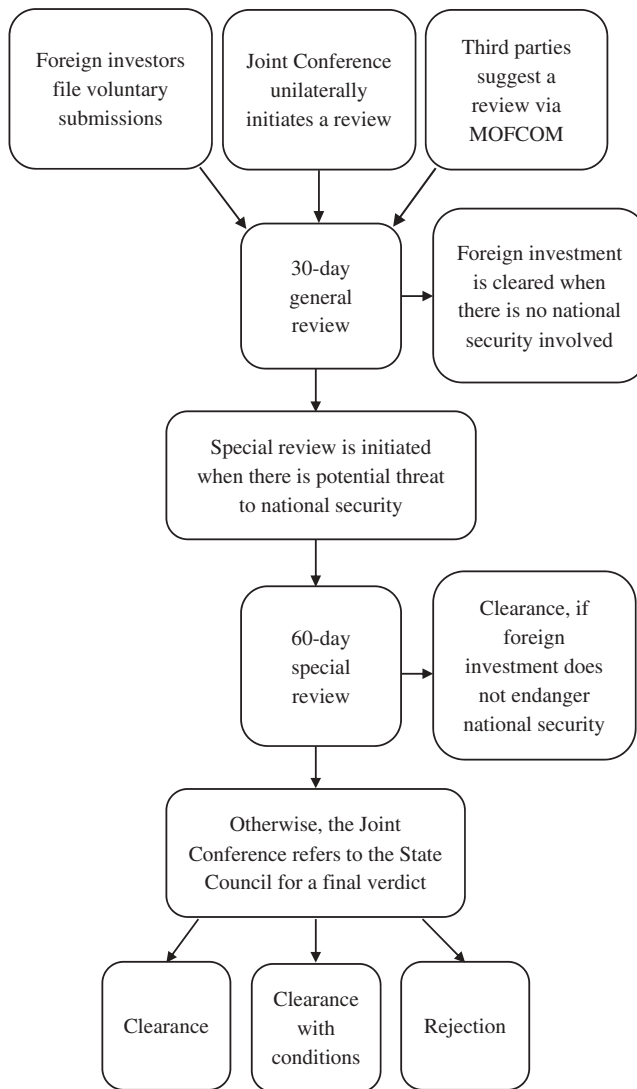 Foreign investors
file voluntary
submissions
Joint Conference
unilaterally
initiates a review
Third parties
suggest a
review via
MOFCOM
30-day
general
review
Foreign investment
is cleared when
there is no national
security involved
Special review is initiated
when there is potential threat
to national security
60-day
special
review
Clearance, if
foreign
investment does
not endanger
national security
Otherwise, the Joint
Conference refers to the State
Council for a final verdict
Clearance
Clearance
with
conditions
Rejection